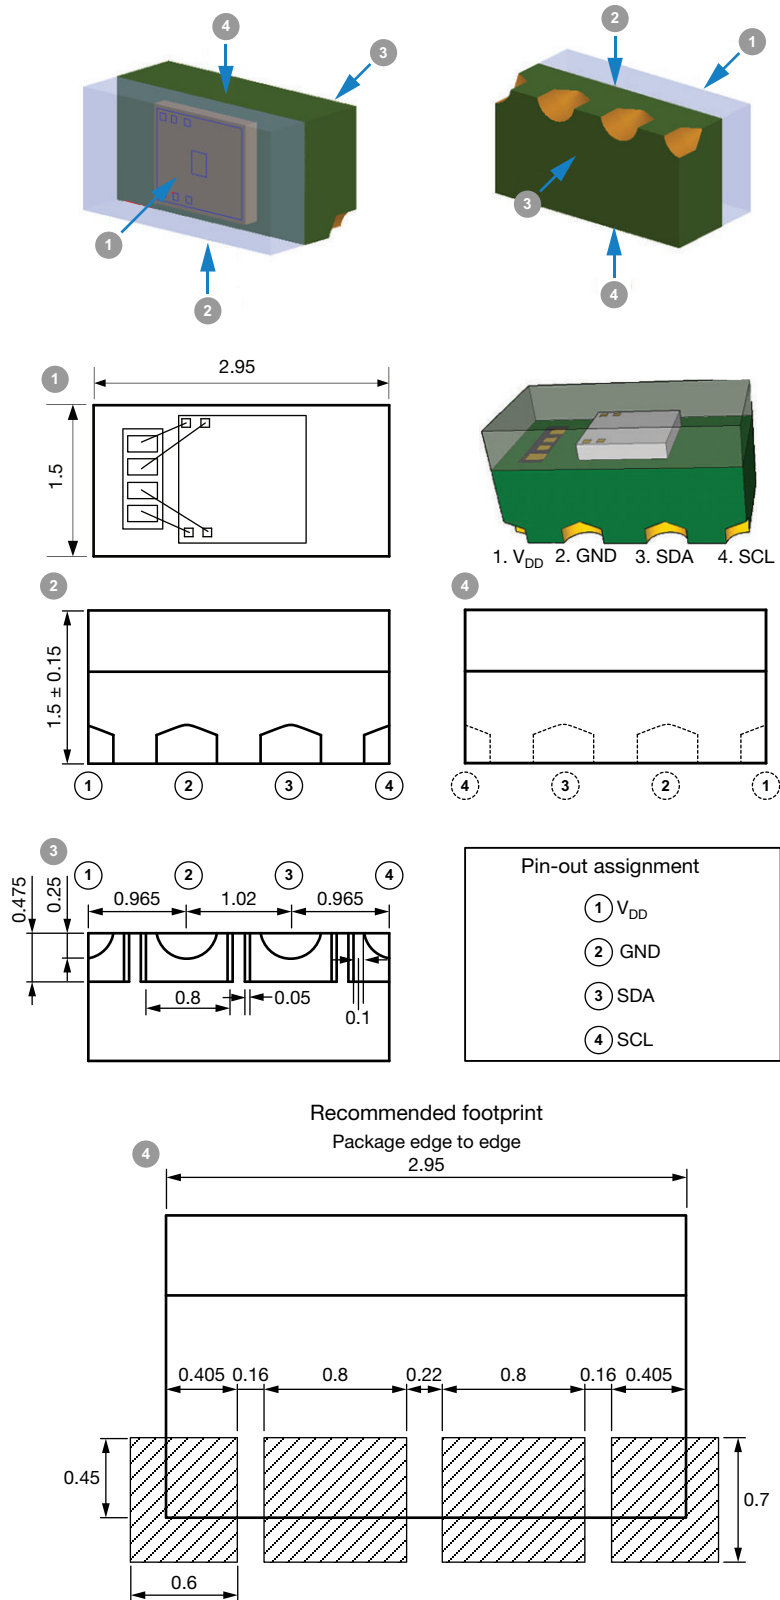 4
3
1
2
2
1
3
4
1
2.95
1.5
1. VDD 2. GND 3. SDA 4. SCL
2
1.5 ± 0.15
1 2 3 4
4
4 3 2 1
3
1 2 3 4
0.475
0.25
0.965 1.02 0.965
0.8 0.05
0.1
Pin-out assignment
1 VDD
2 GND
3 SDA
4 SCL
Recommended footprint
Package edge to edge
4
2.95
0.405 0.16 0.8 0.22 0.8 0.16 0.405
0.45
0.7
0.6